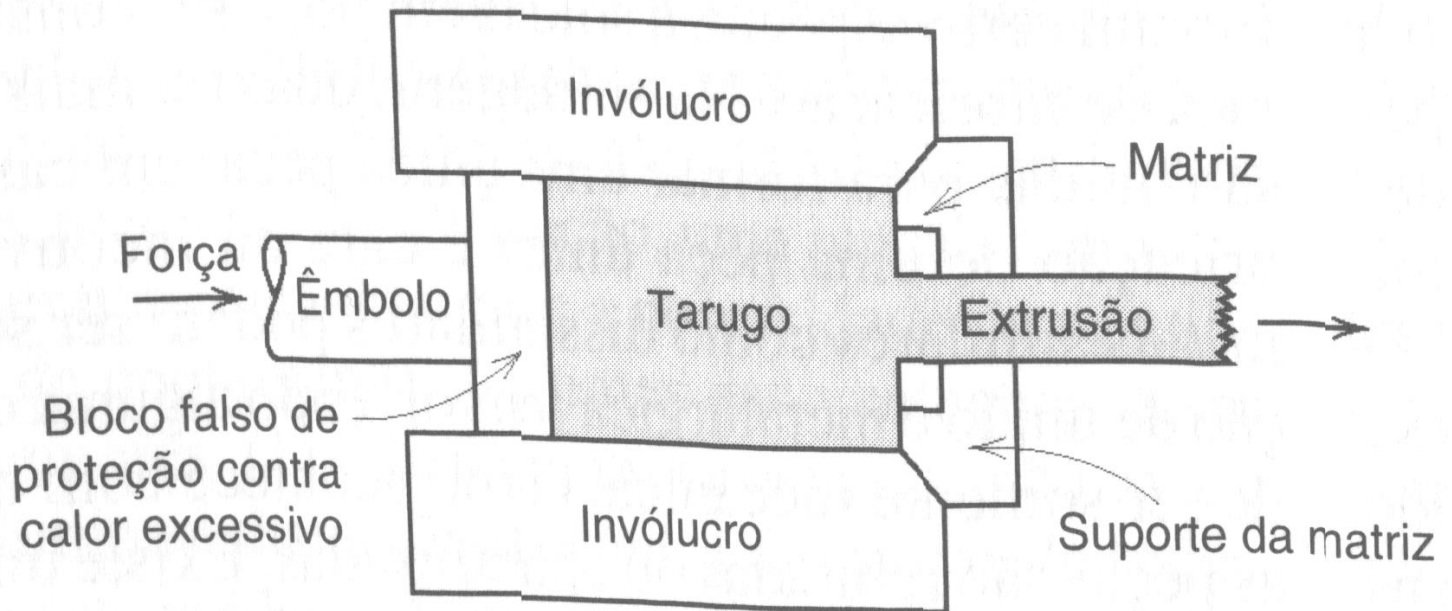 Invólucro
Matriz
Força
Êmbolo
Tarugo
Extrusão
Bloco falso de
proteção contra
calor excessivo
Invólucro
Suporte da matriz